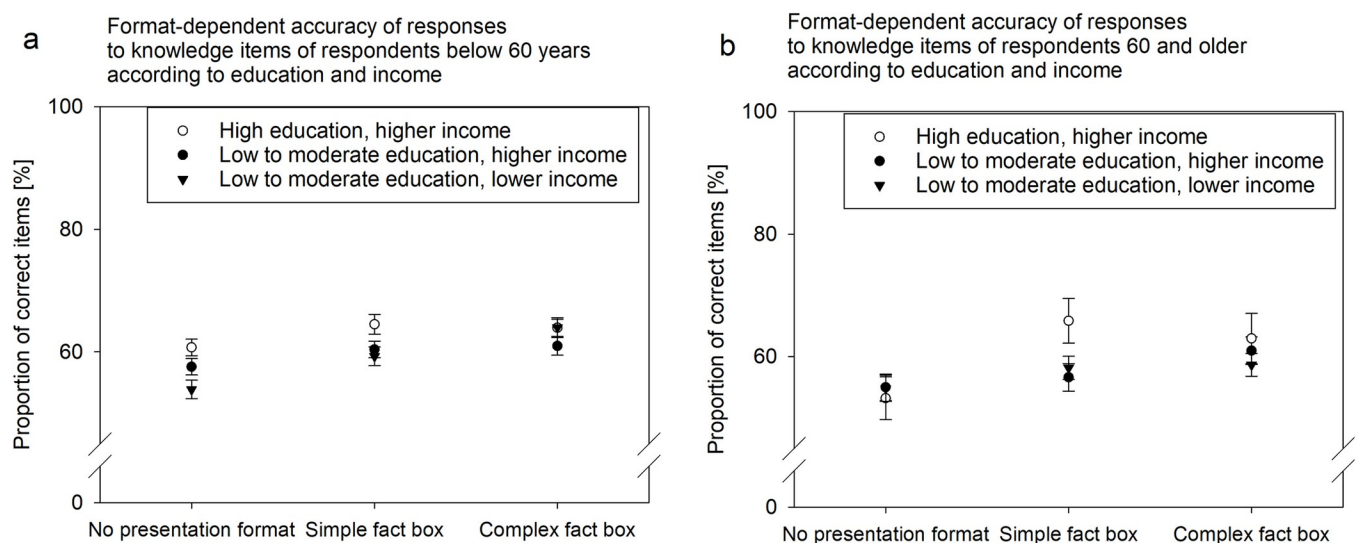 a
Format-dependent accuracy of responses
to knowledge items of respondents below 60 years
according to education and income
100
80
60
0
Proportion of correct items [%]
High education, higher income
Low to moderate education, higher income
Low to moderate education, lower income
No presentation format
Simple fact box
Complex fact box
b
Format-dependent accuracy of responses
to knowledge items of respondents 60 and older
according to education and income
100
80
60
0
Proportion of correct items [%]
High education, higher income
Low to moderate education, higher income
Low to moderate education, lower income
No presentation format
Simple fact box
Complex fact box